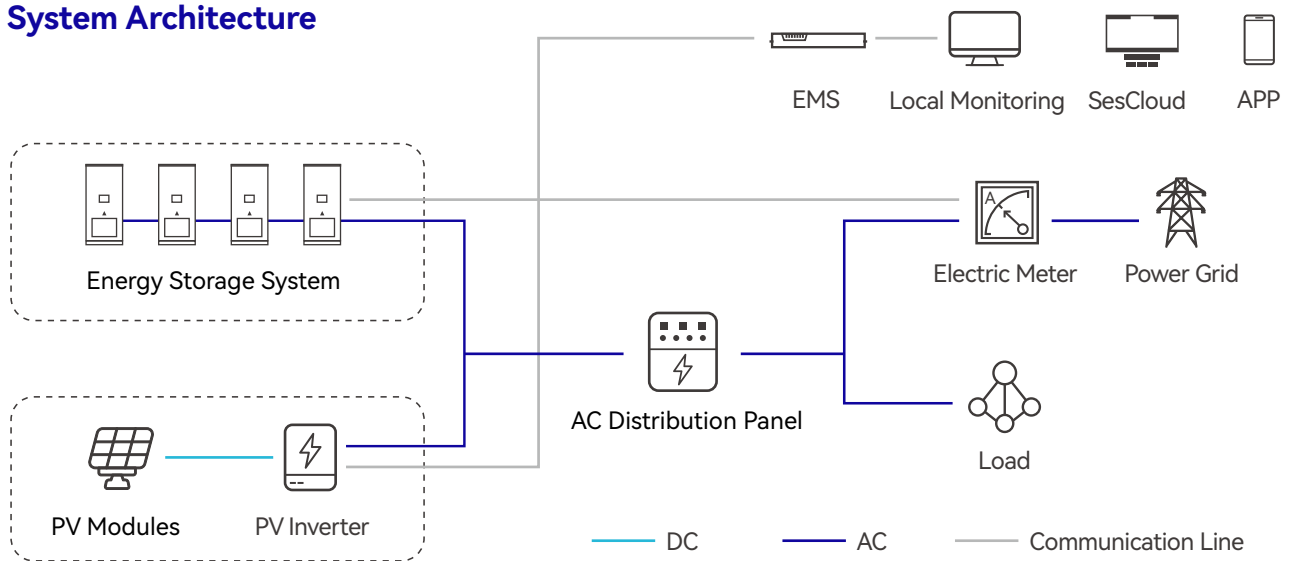 System Architecture
EMS
Local Monitoring
SesCloud
APP
Energy Storage System
A
Electric Meter
Power Grid
AC Distribution Panel
Load
PV Modules
PV Inverter
DC
AC
Communication Line